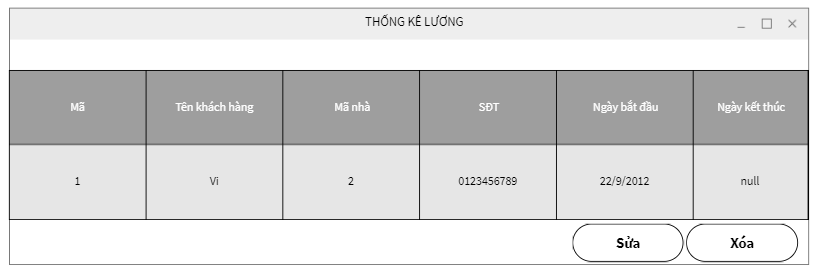 THỐNG KÊ LƯƠNG
Mã Tên khách hàng Mã nhà SĐT Ngày bắt đầu Ngày kết thúc
1 Vi 2 0123456789 22/9/2012 null
Sửa Xóa